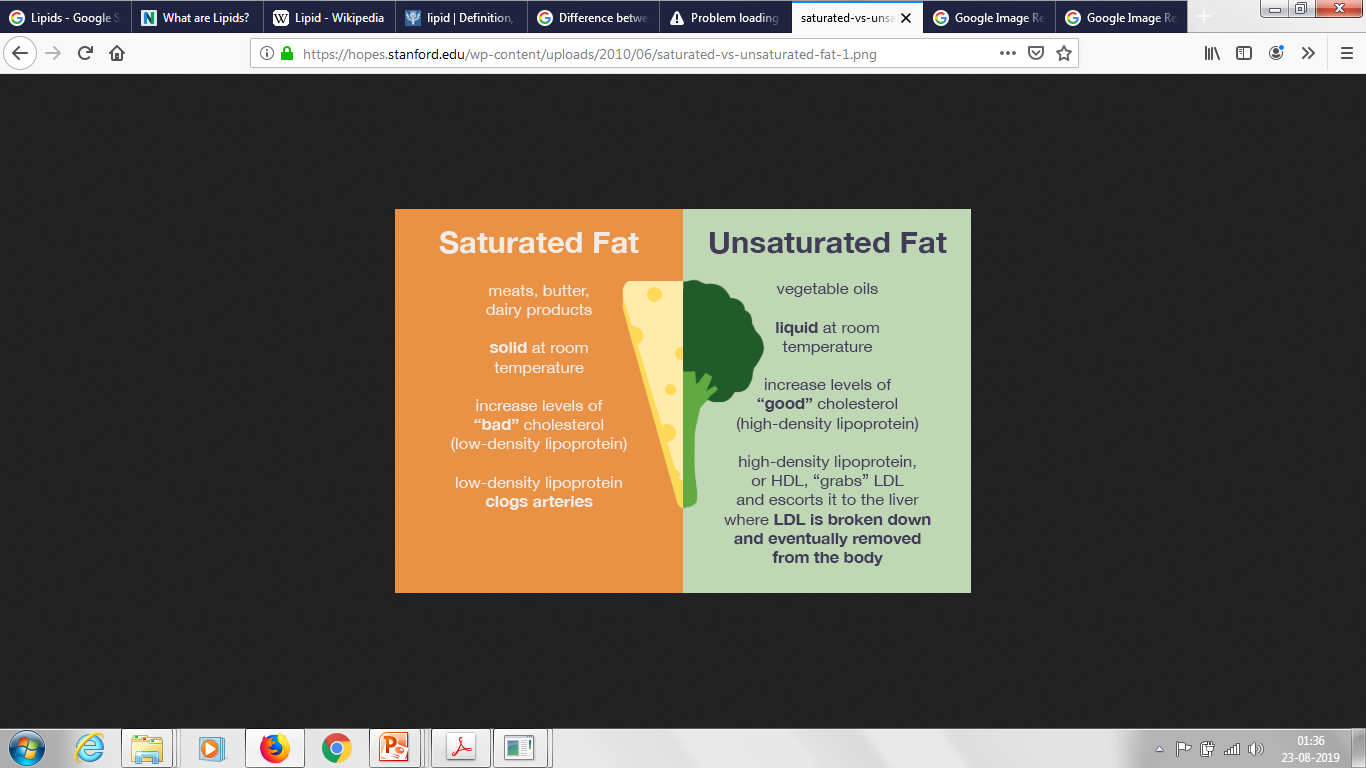 Lipids - Google S
What are Lipids?
Lipid - Wikipedia
lipid | Definition,
Difference betwe
Problem loading
saturated-vs-unsa
Google Image Re
Google Image Re
https://hopes.stanford.edu/wp-content/uploads/2010/06/saturated-vs-unsaturated-fat-1.png
Saturated Fat
meats, butter,
dairy products
solid at room
temperature
increase levels of
“bad” cholesterol
(low-density lipoprotein)
low-density lipoprotein
clogs arteries
Unsaturated Fat
vegetable oils
liquid at room
temperature
increase levels of
“good” cholesterol
(high-density lipoprotein)
high-density lipoprotein,
or HDL, “grabs” LDL
and escorts it to the liver
where LDL is broken down
and eventually removed
from the body
01:36
23-08-2019